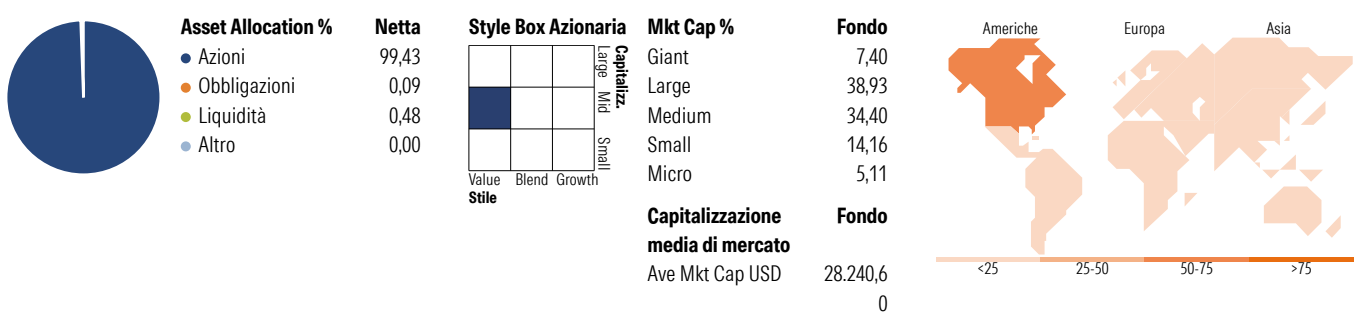 Asset Allocation % Netta
Azioni 99,43
Obbligazioni 0,09
Liquidità 0,48
Altro 0,00
Style Box Azionaria
Capitalizz.
Large Mid Small
Value Blend Growth
Stile
Mkt Cap % Fondo
Giant 7,40
Large 38,93
Medium 34,40
Small 14,16
Micro 5,11
Capitalizzazione Fondo
media di mercato
Ave Mkt Cap USD 28.240,6
0
Americhe Europa Asia
<25 25-50 50-75 >75